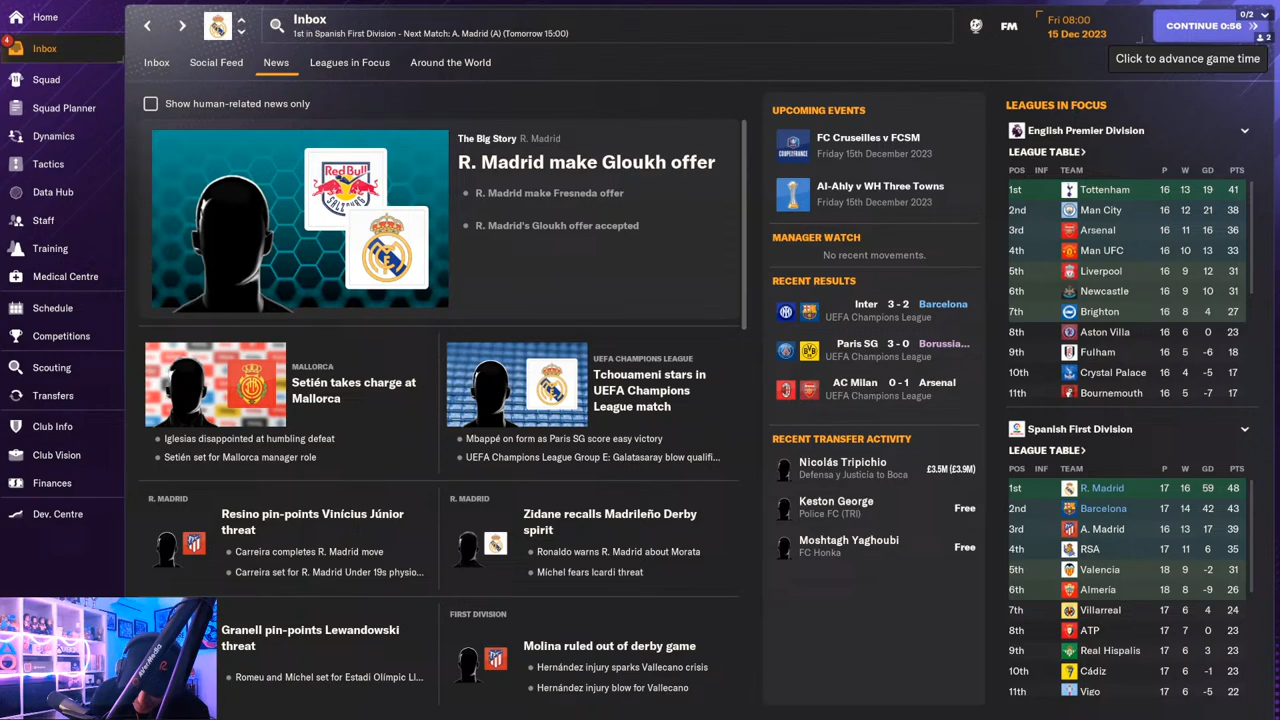 Home
4
Inbox
Squad
Squad Planner
Dynamics
Tactics
Data Hub
Staff
Training
Medical Centre
Schedule
Competitions
Scouting
Transfers
Club Info
Club Vision
Finances
Dev. Centre
Inbox
1st in Spanish First Division - Next Match: A. Madrid (A) (Tomorrow 15:00)
FM
Fri 08:00
15 Dec 2023
0/2
CONTINUE 0:56
2
Click to advance game time
Inbox Social Feed News Leagues in Focus Around the World
Show human-related news only
The Big Story R. Madrid
R. Madrid make Gloukh offer
R. Madrid make Fresneda offer
R. Madrid's Gloukh offer accepted
MALLORCA
Setién takes charge at
Mallorca
Iglesias disappointed at humbling defeat
Setién set for Mallorca manager role
UEFA CHAMPIONS LEAGUE
Tchouameni stars in
UEFA Champions
League match
Mbappé on form as Paris SG score easy victory
UEFA Champions League Group E: Galatasaray blow qualifi...
R. MADRID
Resino pin-points Vinícius Júnior
threat
Carreira completes R. Madrid move
Carreira set for R. Madrid Under 19s physio...
R. MADRID
Zidane recalls Madrileño Derby
spirit
Ronaldo warns R. Madrid about Morata
Míchel fears Icardi threat
Granell pin-points Lewandowski
threat
Romeu and Míchel set for Estadi Olímpic Ll...
FIRST DIVISION
Molina ruled out of derby game
Hernández injury sparks Vallecano crisis
Hernández injury blow for Vallecano
UPCOMING EVENTS
FC Cruseilles v FCSM
Friday 15th December 2023
Al-Ahly v WH Three Towns
Friday 15th December 2023
MANAGER WATCH
No recent movements.
RECENT RESULTS
Inter 3 - 2 Barcelona
UEFA Champions League
Paris SG 3 - 0 Borussia...
UEFA Champions League
AC Milan 0 - 1 Arsenal
UEFA Champions League
RECENT TRANSFER ACTIVITY
Nicolás Tripichio £3.5M (£3.9M)
Defensa y Justicia to Boca
Keston George Free
Police FC (TRI)
Moshtagh Yaghoubi Free
FC Honka
LEAGUES IN FOCUS
English Premier Division
LEAGUE TABLE>
POS INF TEAM P W GD PTS
1st Tottenham 16 13 19 41
2nd Man City 16 12 21 38
3rd Arsenal 16 11 16 36
4th Man UFC 16 10 13 33
5th Liverpool 16 9 12 31
6th Newcastle 16 9 10 31
7th Brighton 16 8 4 27
8th Aston Villa 16 6 0 23
9th Fulham 16 5 -6 18
10th Crystal Palace 16 4 -5 17
11th Bournemouth 16 5 -7 17
Spanish First Division
LEAGUE TABLE>
POS INF TEAM P W GD PTS
1st R. Madrid 17 16 59 48
2nd Barcelona 17 14 42 43
3rd A. Madrid 16 13 17 39
4th RSA 17 11 6 35
5th Valencia 18 9 -2 31
6th Almería 18 8 -9 26
7th Villarreal 17 6 4 24
8th ATP 17 7 0 23
9th Real Hispalis 17 6 3 23
10th Cádiz 17 6 -1 23
11th Vigo 17 6 -5 22